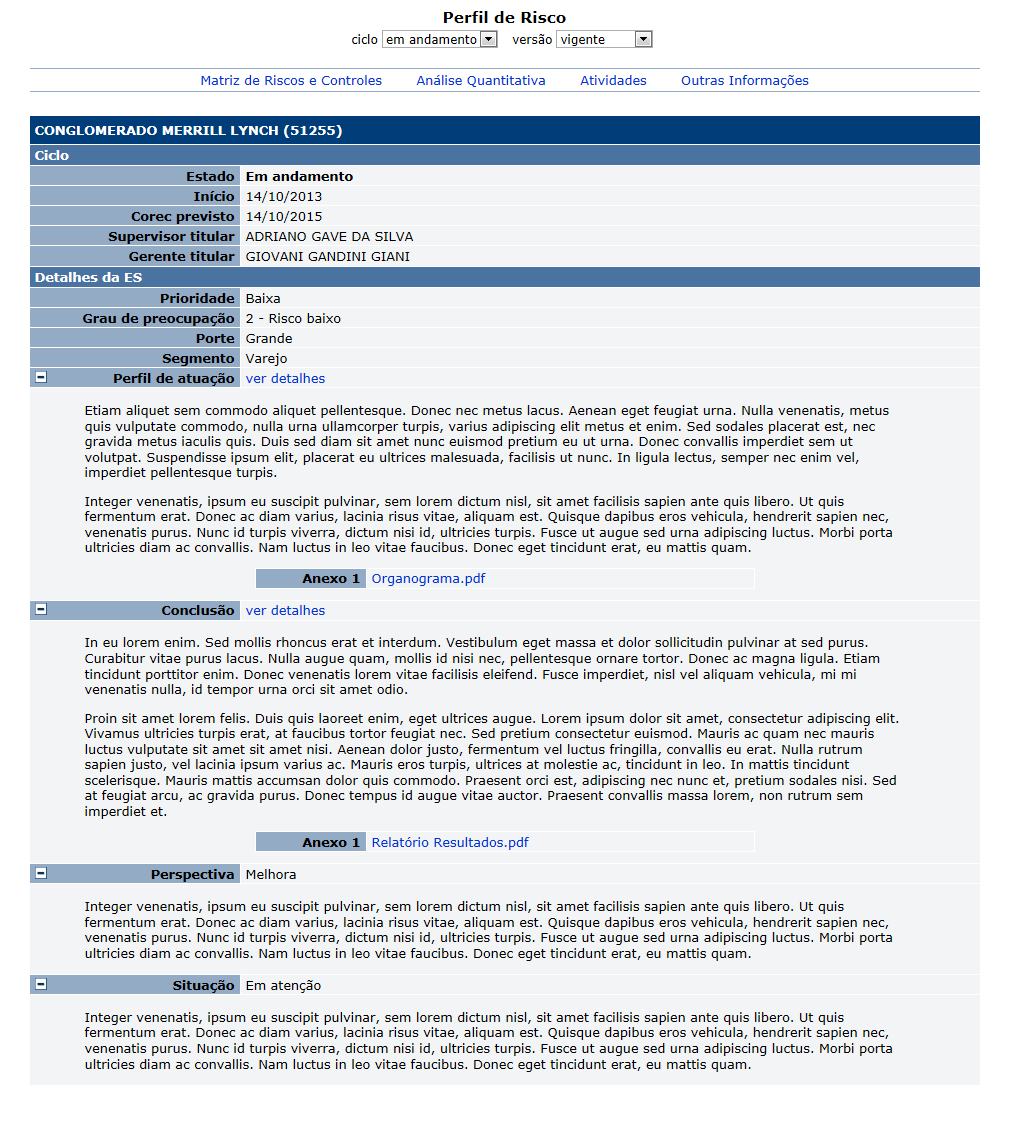 Perfil de Risco
ciclo em andamento versão vigente
Matriz de Riscos e Controles Análise Quantitativa Atividades Outras Informações
CONGLOMERADO MERRILL LYNCH (51255)
Ciclo
Estado Em andamento
Início 14/10/2013
Corec previsto 14/10/2015
Supervisor titular ADRIANO GAVE DA SILVA
Gerente titular GIOVANI GANDINI GIANI
Detalhes da ES
Prioridade Baixa
Grau de preocupação 2 - Risco baixo
Porte Grande
Segmento Varejo
Perfil de atuação ver detalhes
Etiam aliquet sem commodo aliquet pellentesque. Donec nec metus lacus. Aenean eget feugiat urna. Nulla venenatis, metus
quis vulputate commodo, nulla urna ullamcorper turpis, varius adipiscing elit metus et enim. Sed sodales placerat est, nec
gravida metus iaculis quis. Duis sed diam sit amet nunc euismod pretium eu ut urna. Donec convallis imperdiet sem ut
volutpat. Suspendisse ipsum elit, placerat eu ultrices malesuada, facilisis ut nunc. In ligula lectus, semper nec enim vel,
imperdiet pellentesque turpis.
Integer venenatis, ipsum eu suscipit pulvinar, sem lorem dictum nisl, sit amet facilisis sapien ante quis libero. Ut quis
fermentum erat. Donec ac diam varius, lacinia risus vitae, aliquam est. Quisque dapibus eros vehicula, hendrerit sapien nec,
venenatis purus. Nunc id turpis viverra, dictum nisi id, ultricies turpis. Fusce ut augue sed urna adipiscing luctus. Morbi porta
ultricies diam ac convallis. Nam luctus in leo vitae faucibus. Donec eget tincidunt erat, eu mattis quam.
Anexo 1 Organograma.pdf
Conclusão ver detalhes
In eu lorem enim. Sed mollis rhoncus erat et interdum. Vestibulum eget massa et dolor sollicitudin pulvinar at sed purus.
Curabitur vitae purus lacus. Nulla augue quam, mollis id nisi nec, pellentesque ornare tortor. Donec ac magna ligula. Etiam
tincidunt porttitor enim. Donec venenatis lorem vitae facilisis eleifend. Fusce imperdiet, nisl vel aliquam vehicula, mi mi
venenatis nulla, id tempor urna orci sit amet odio.
Proin sit amet lorem felis. Duis quis laoreet enim, eget ultrices augue. Lorem ipsum dolor sit amet, consectetur adipiscing elit.
Vivamus ultricies turpis erat, at faucibus tortor feugiat nec. Sed pretium consectetur euismod. Mauris ac quam nec mauris
luctus vulputate sit amet sit amet nisi. Aenean dolor justo, fermentum vel luctus fringilla, convallis eu erat. Nulla rutrum
sapien justo, vel lacinia ipsum varius ac. Mauris eros turpis, ultrices at molestie ac, tincidunt in leo. In mattis tincidunt
scelerisque. Mauris mattis accumsan dolor quis commodo. Praesent orci est, adipiscing nec nunc et, pretium sodales nisi. Sed
at feugiat arcu, ac gravida purus. Donec tempus id augue vitae auctor. Praesent convallis massa lorem, non rutrum sem
imperdiet et.
Anexo 1 Relatório Resultados.pdf
Perspectiva Melhora
Integer venenatis, ipsum eu suscipit pulvinar, sem lorem dictum nisl, sit amet facilisis sapien ante quis libero. Ut quis
fermentum erat. Donec ac diam varius, lacinia risus vitae, aliquam est. Quisque dapibus eros vehicula, hendrerit sapien nec,
venenatis purus. Nunc id turpis viverra, dictum nisi id, ultricies turpis. Fusce ut augue sed urna adipiscing luctus. Morbi porta
ultricies diam ac convallis. Nam luctus in leo vitae faucibus. Donec eget tincidunt erat, eu mattis quam.
Situação Em atenção
Integer venenatis, ipsum eu suscipit pulvinar, sem lorem dictum nisl, sit amet facilisis sapien ante quis libero. Ut quis
fermentum erat. Donec ac diam varius, lacinia risus vitae, aliquam est. Quisque dapibus eros vehicula, hendrerit sapien nec,
venenatis purus. Nunc id turpis viverra, dictum nisi id, ultricies turpis. Fusce ut augue sed urna adipiscing luctus. Morbi porta
ultricies diam ac convallis. Nam luctus in leo vitae faucibus. Donec eget tincidunt erat, eu mattis quam.